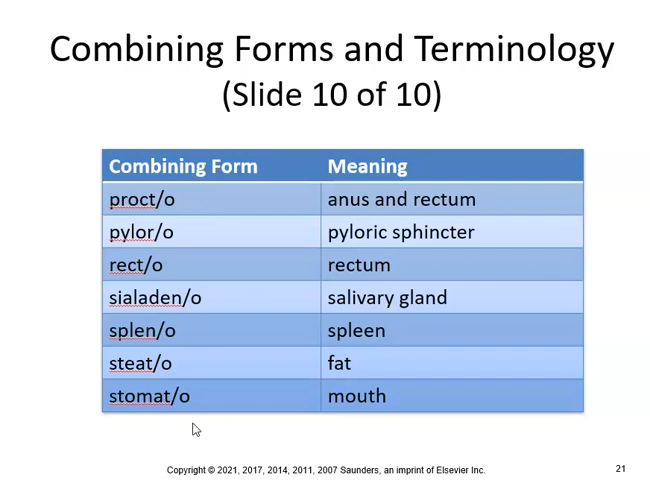 Combining Forms and Terminology
(Slide 10 of 10)
Combining Form Meaning
proct/o anus and rectum
pylor/o pyloric sphincter
rect/o rectum
sialaden/o salivary gland
splen/o spleen
steat/o fat
stomat/o mouth
Copyright © 2021, 2017, 2014, 2011, 2007 Saunders, an imprint of Elsevier Inc.
21